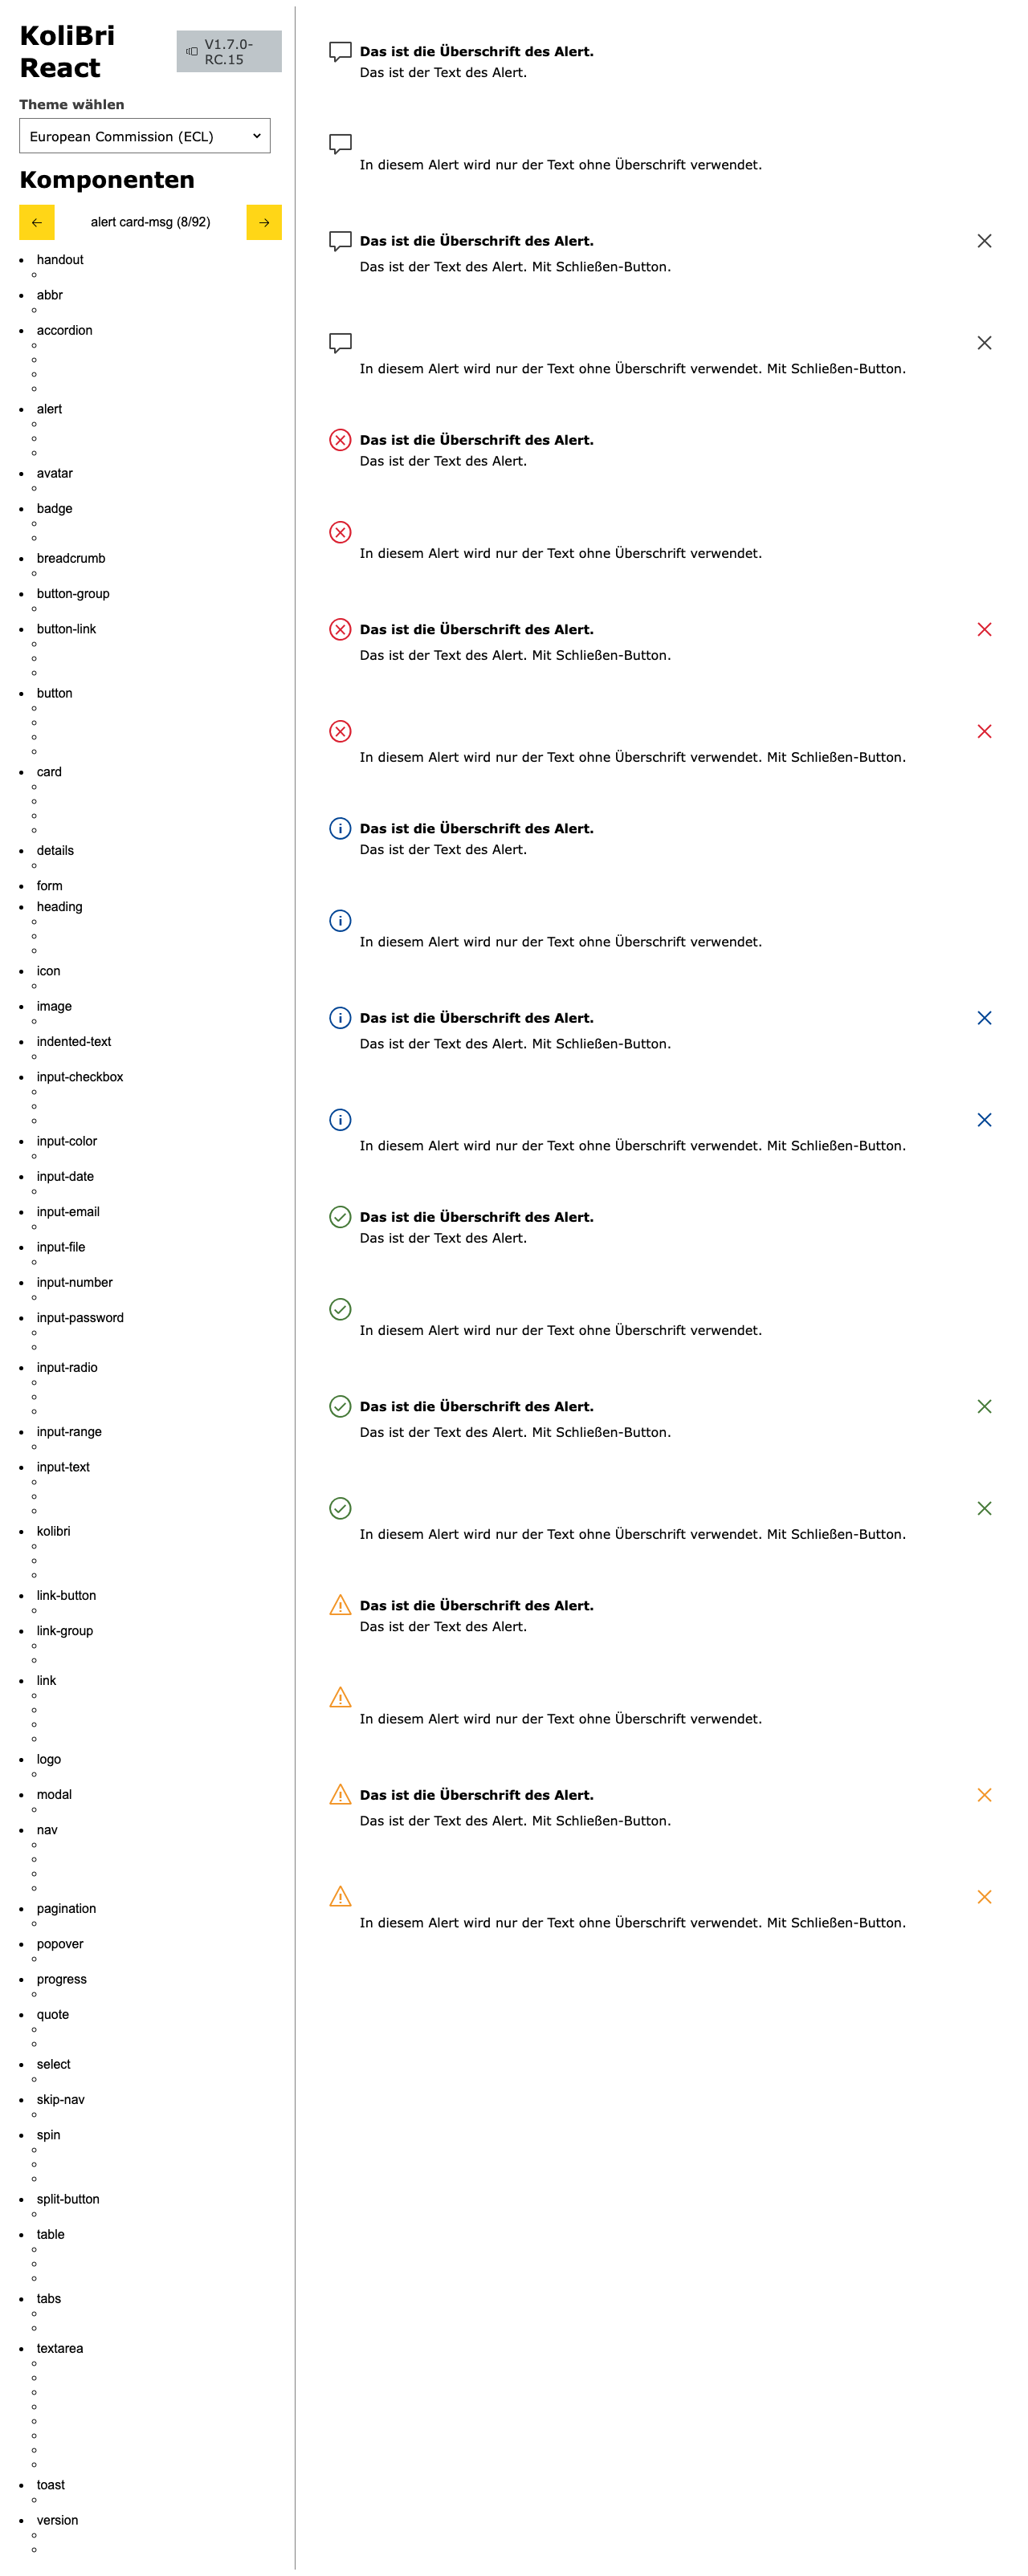 KoliBri
React
V1.7.0-
RC.15
Theme wählen
European Commission (ECL)
Komponenten
alert card-msg (8/92)
handout
abbr
accordion
alert
avatar
badge
breadcrumb
button-group
button-link
button
card
details
form
heading
icon
image
indented-text
input-checkbox
input-color
input-date
input-email
input-file
input-number
input-password
input-radio
input-range
input-text
kolibri
link-button
link-group
link
logo
modal
nav
pagination
popover
progress
quote
select
skip-nav
spin
split-button
table
tabs
textarea
toast
version
Das ist die Überschrift des Alert.
Das ist der Text des Alert.
In diesem Alert wird nur der Text ohne Überschrift verwendet.
Das ist die Überschrift des Alert.
Das ist der Text des Alert. Mit Schließen-Button.
In diesem Alert wird nur der Text ohne Überschrift verwendet. Mit Schließen-Button.
Das ist die Überschrift des Alert.
Das ist der Text des Alert.
In diesem Alert wird nur der Text ohne Überschrift verwendet.
Das ist die Überschrift des Alert.
Das ist der Text des Alert. Mit Schließen-Button.
In diesem Alert wird nur der Text ohne Überschrift verwendet. Mit Schließen-Button.
Das ist die Überschrift des Alert.
Das ist der Text des Alert.
In diesem Alert wird nur der Text ohne Überschrift verwendet.
Das ist die Überschrift des Alert.
Das ist der Text des Alert. Mit Schließen-Button.
In diesem Alert wird nur der Text ohne Überschrift verwendet. Mit Schließen-Button.
Das ist die Überschrift des Alert.
Das ist der Text des Alert.
In diesem Alert wird nur der Text ohne Überschrift verwendet.
Das ist die Überschrift des Alert.
Das ist der Text des Alert. Mit Schließen-Button.
In diesem Alert wird nur der Text ohne Überschrift verwendet. Mit Schließen-Button.
Das ist die Überschrift des Alert.
Das ist der Text des Alert.
In diesem Alert wird nur der Text ohne Überschrift verwendet.
Das ist die Überschrift des Alert.
Das ist der Text des Alert. Mit Schließen-Button.
In diesem Alert wird nur der Text ohne Überschrift verwendet. Mit Schließen-Button.